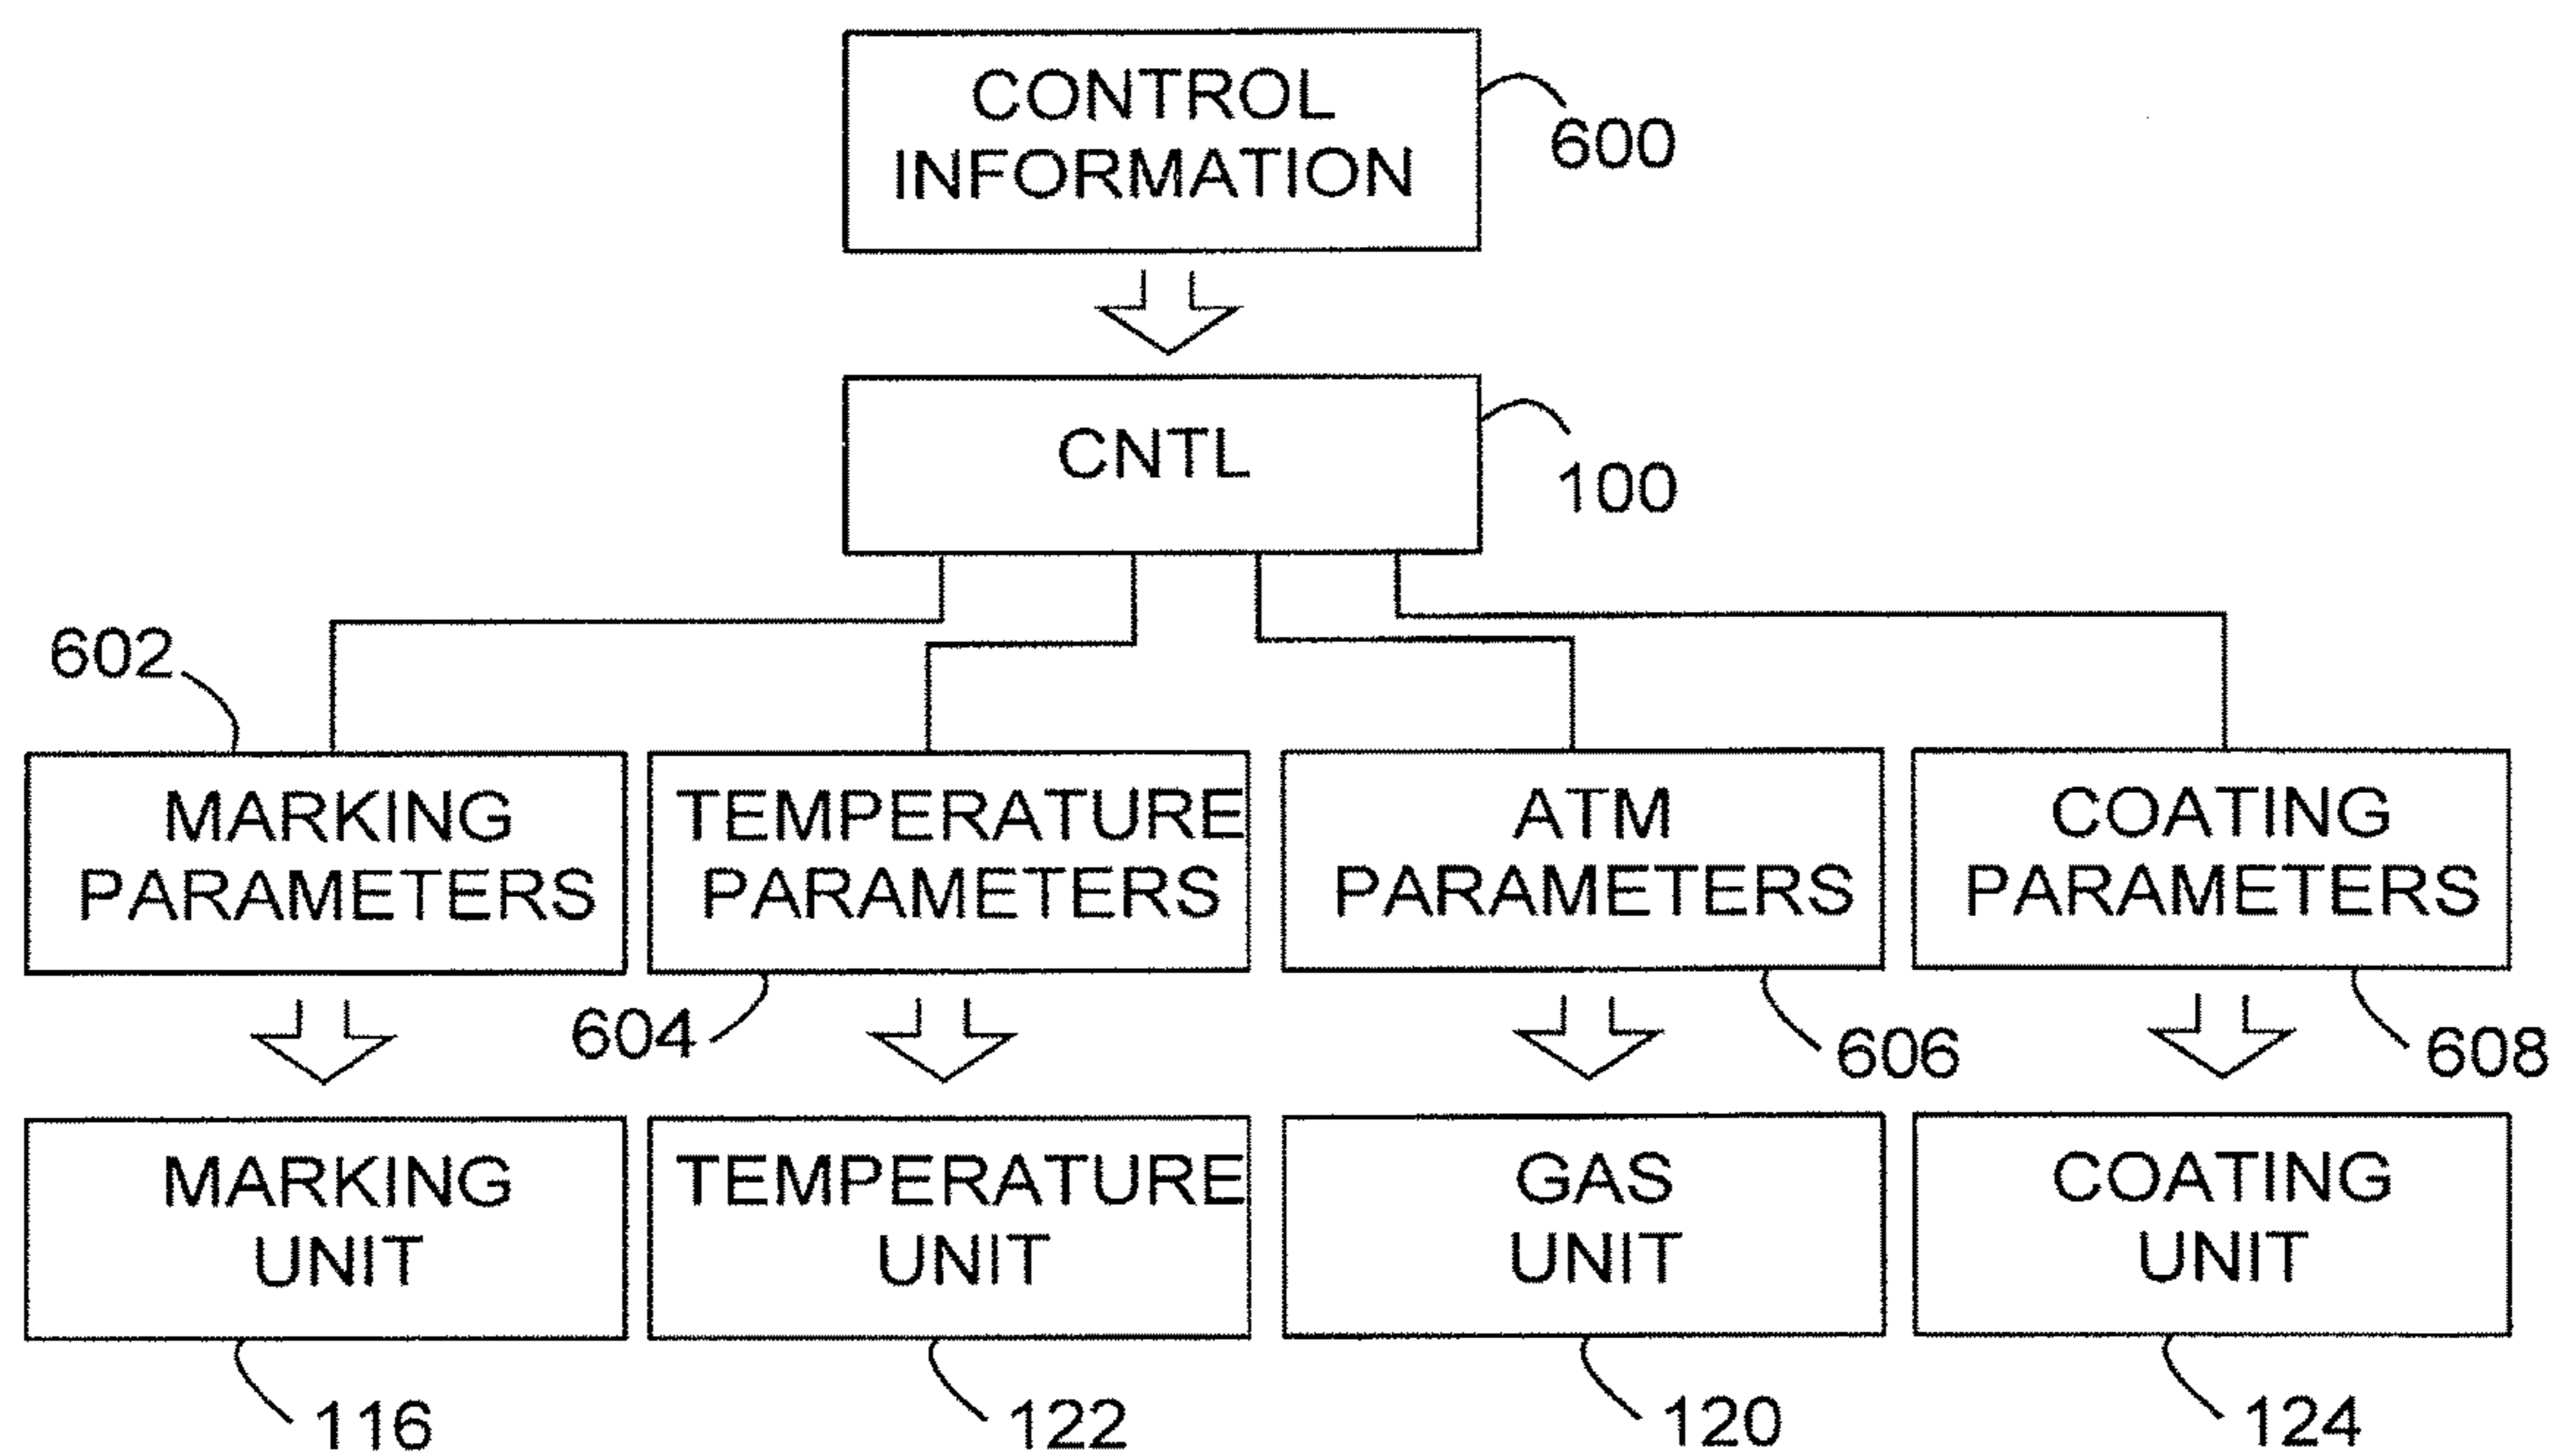 CONTROL
INFORMATION
600
CNTL
100
602
MARKING
PARAMETERS
TEMPERATURE
PARAMETERS
ATM
PARAMETERS
COATING
PARAMETERS
604
606
608
MARKING
UNIT
TEMPERATURE
UNIT
GAS
UNIT
COATING
UNIT
116
122
120
124